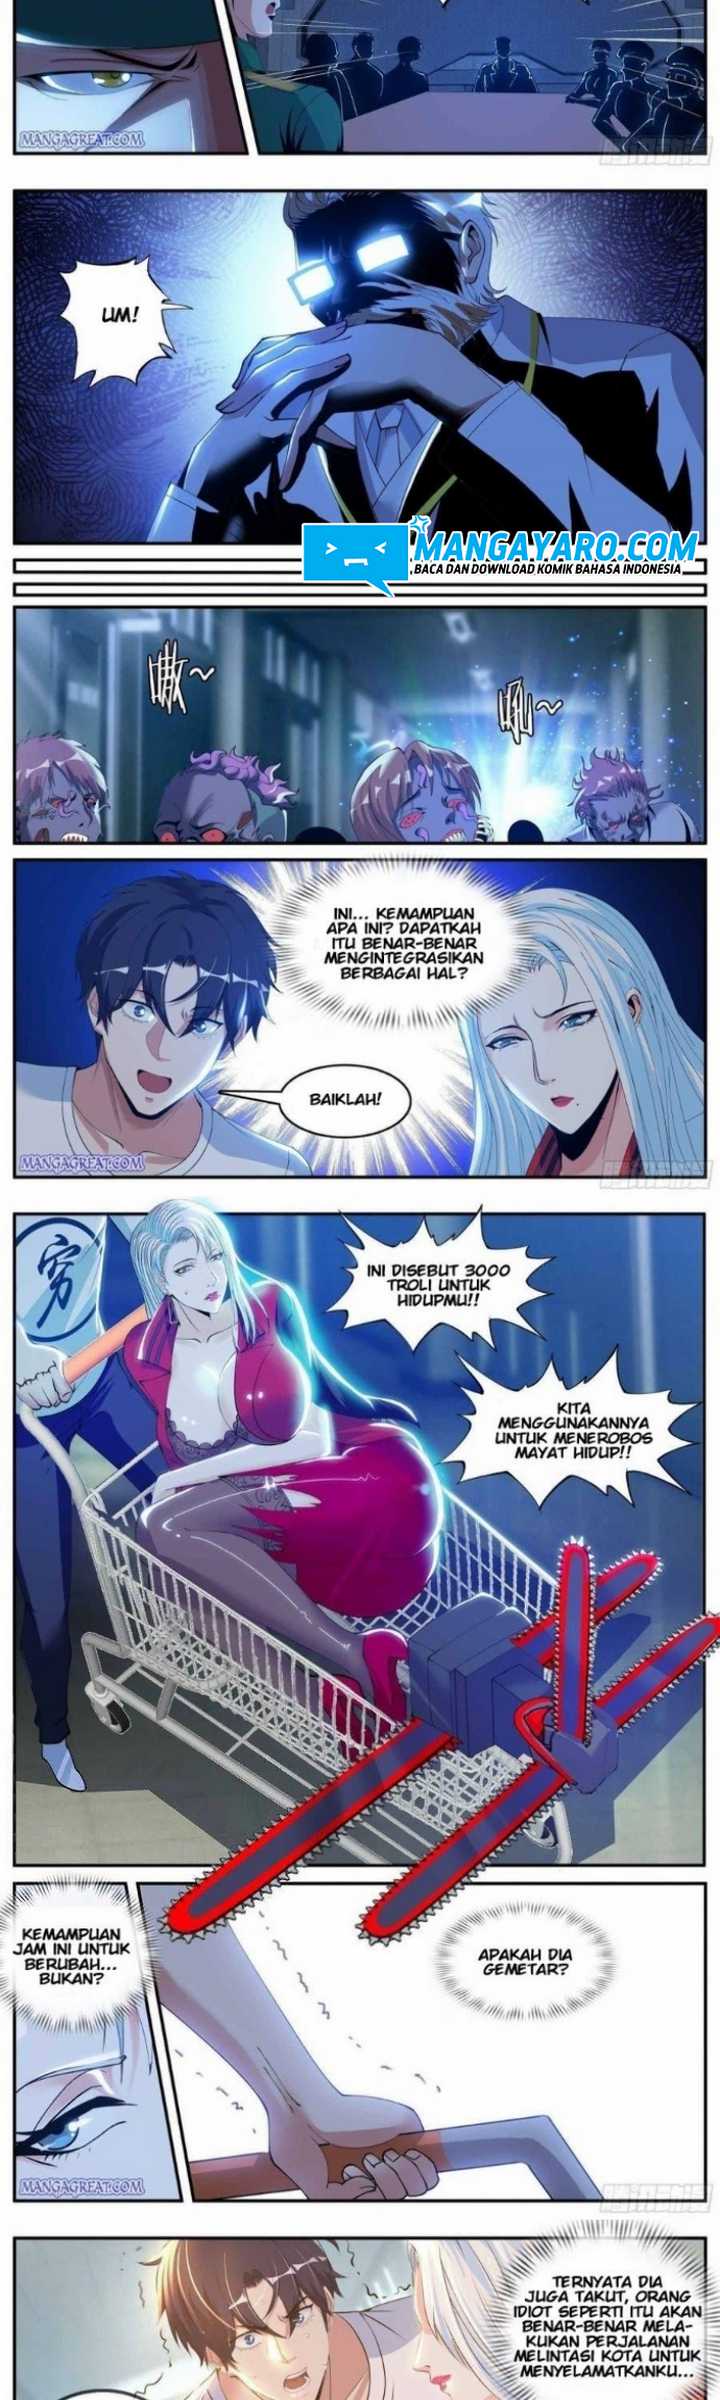 MANGAGREAT.COM
UM!
MANGAYARO.COM
BACA DAN DOWNLOAD KOMIK BAHASA INDONESIA
嗷~
吼~
INI... KEMAMPUAN
APA INI? DAPATKAH
ITU BENAR-BENAR
MENGINTEGRASIKAN
BERBAGAI HAL?
BAIKLAH!
MANGAGREAT.COM
穷
INI DISEBUT 3000
TROLI UNTUK
HIDUPMU!!
KITA
MENGGUNAKANNYA
UNTUK MENEROBOS
MAYAT HIDUP!!
KEMAMPUAN
JAM INI UNTUK
BERUBAH...
BUKAN?
APAKAH DIA
GEMETAR?
MANGAGREAT.COM
TERNYATA DIA
JUGA TAKUT, ORANG
IDIOT SEPERTI ITU AKAN
BENAR-BENAR MELA-
KUKAN PERJALANAN
MELINTASI KOTA UNTUK
MENYELAMATKANKU...